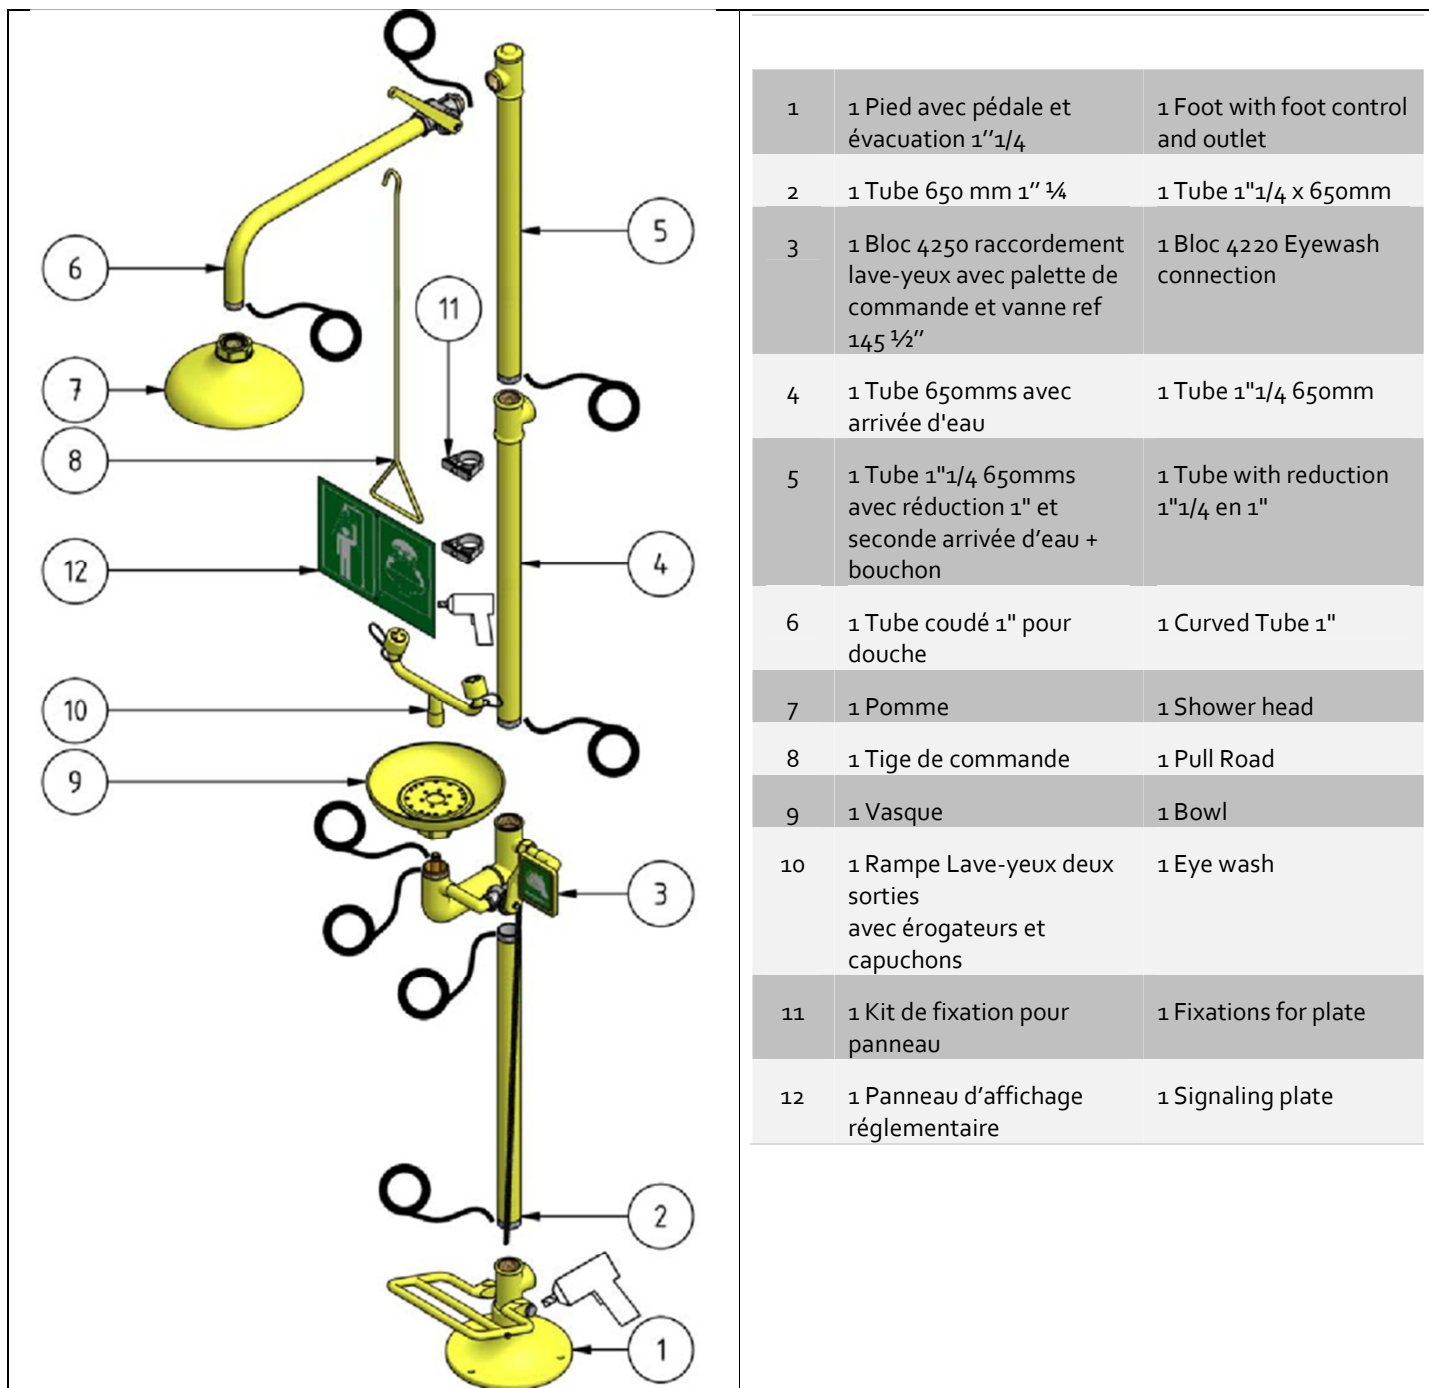 5
6
11
7
8
12
4
10
9
3
2
1
1 1 Pied avec pédale et 1 Foot with foot control
évacuation 1’’1/4 and outlet
2 1 Tube 650 mm 1’’ ¼ 1 Tube 1"1/4 x 650mm
3 1 Bloc 4250 raccordement 1 Bloc 4220 Eyewash
lave-yeux avec palette de connection
commande et vanne ref
145 ½’’
4 1 Tube 650mms avec 1 Tube 1"1/4 650mm
arrivée d'eau
5 1 Tube 1"1/4 650mms 1 Tube with reduction
avec réduction 1" et 1"1/4 en 1"
seconde arrivée d’eau +
bouchon
6 1 Tube coudé 1" pour 1 Curved Tube 1"
douche
7 1 Pomme 1 Shower head
8 1 Tige de commande 1 Pull Road
9 1 Vasque 1 Bowl
10 1 Rampe Lave-yeux deux 1 Eye wash
sorties
avec érogateurs et
capuchons
11 1 Kit de fixation pour 1 Fixations for plate
panneau
12 1 Panneau d’affichage 1 Signaling plate
réglementaire